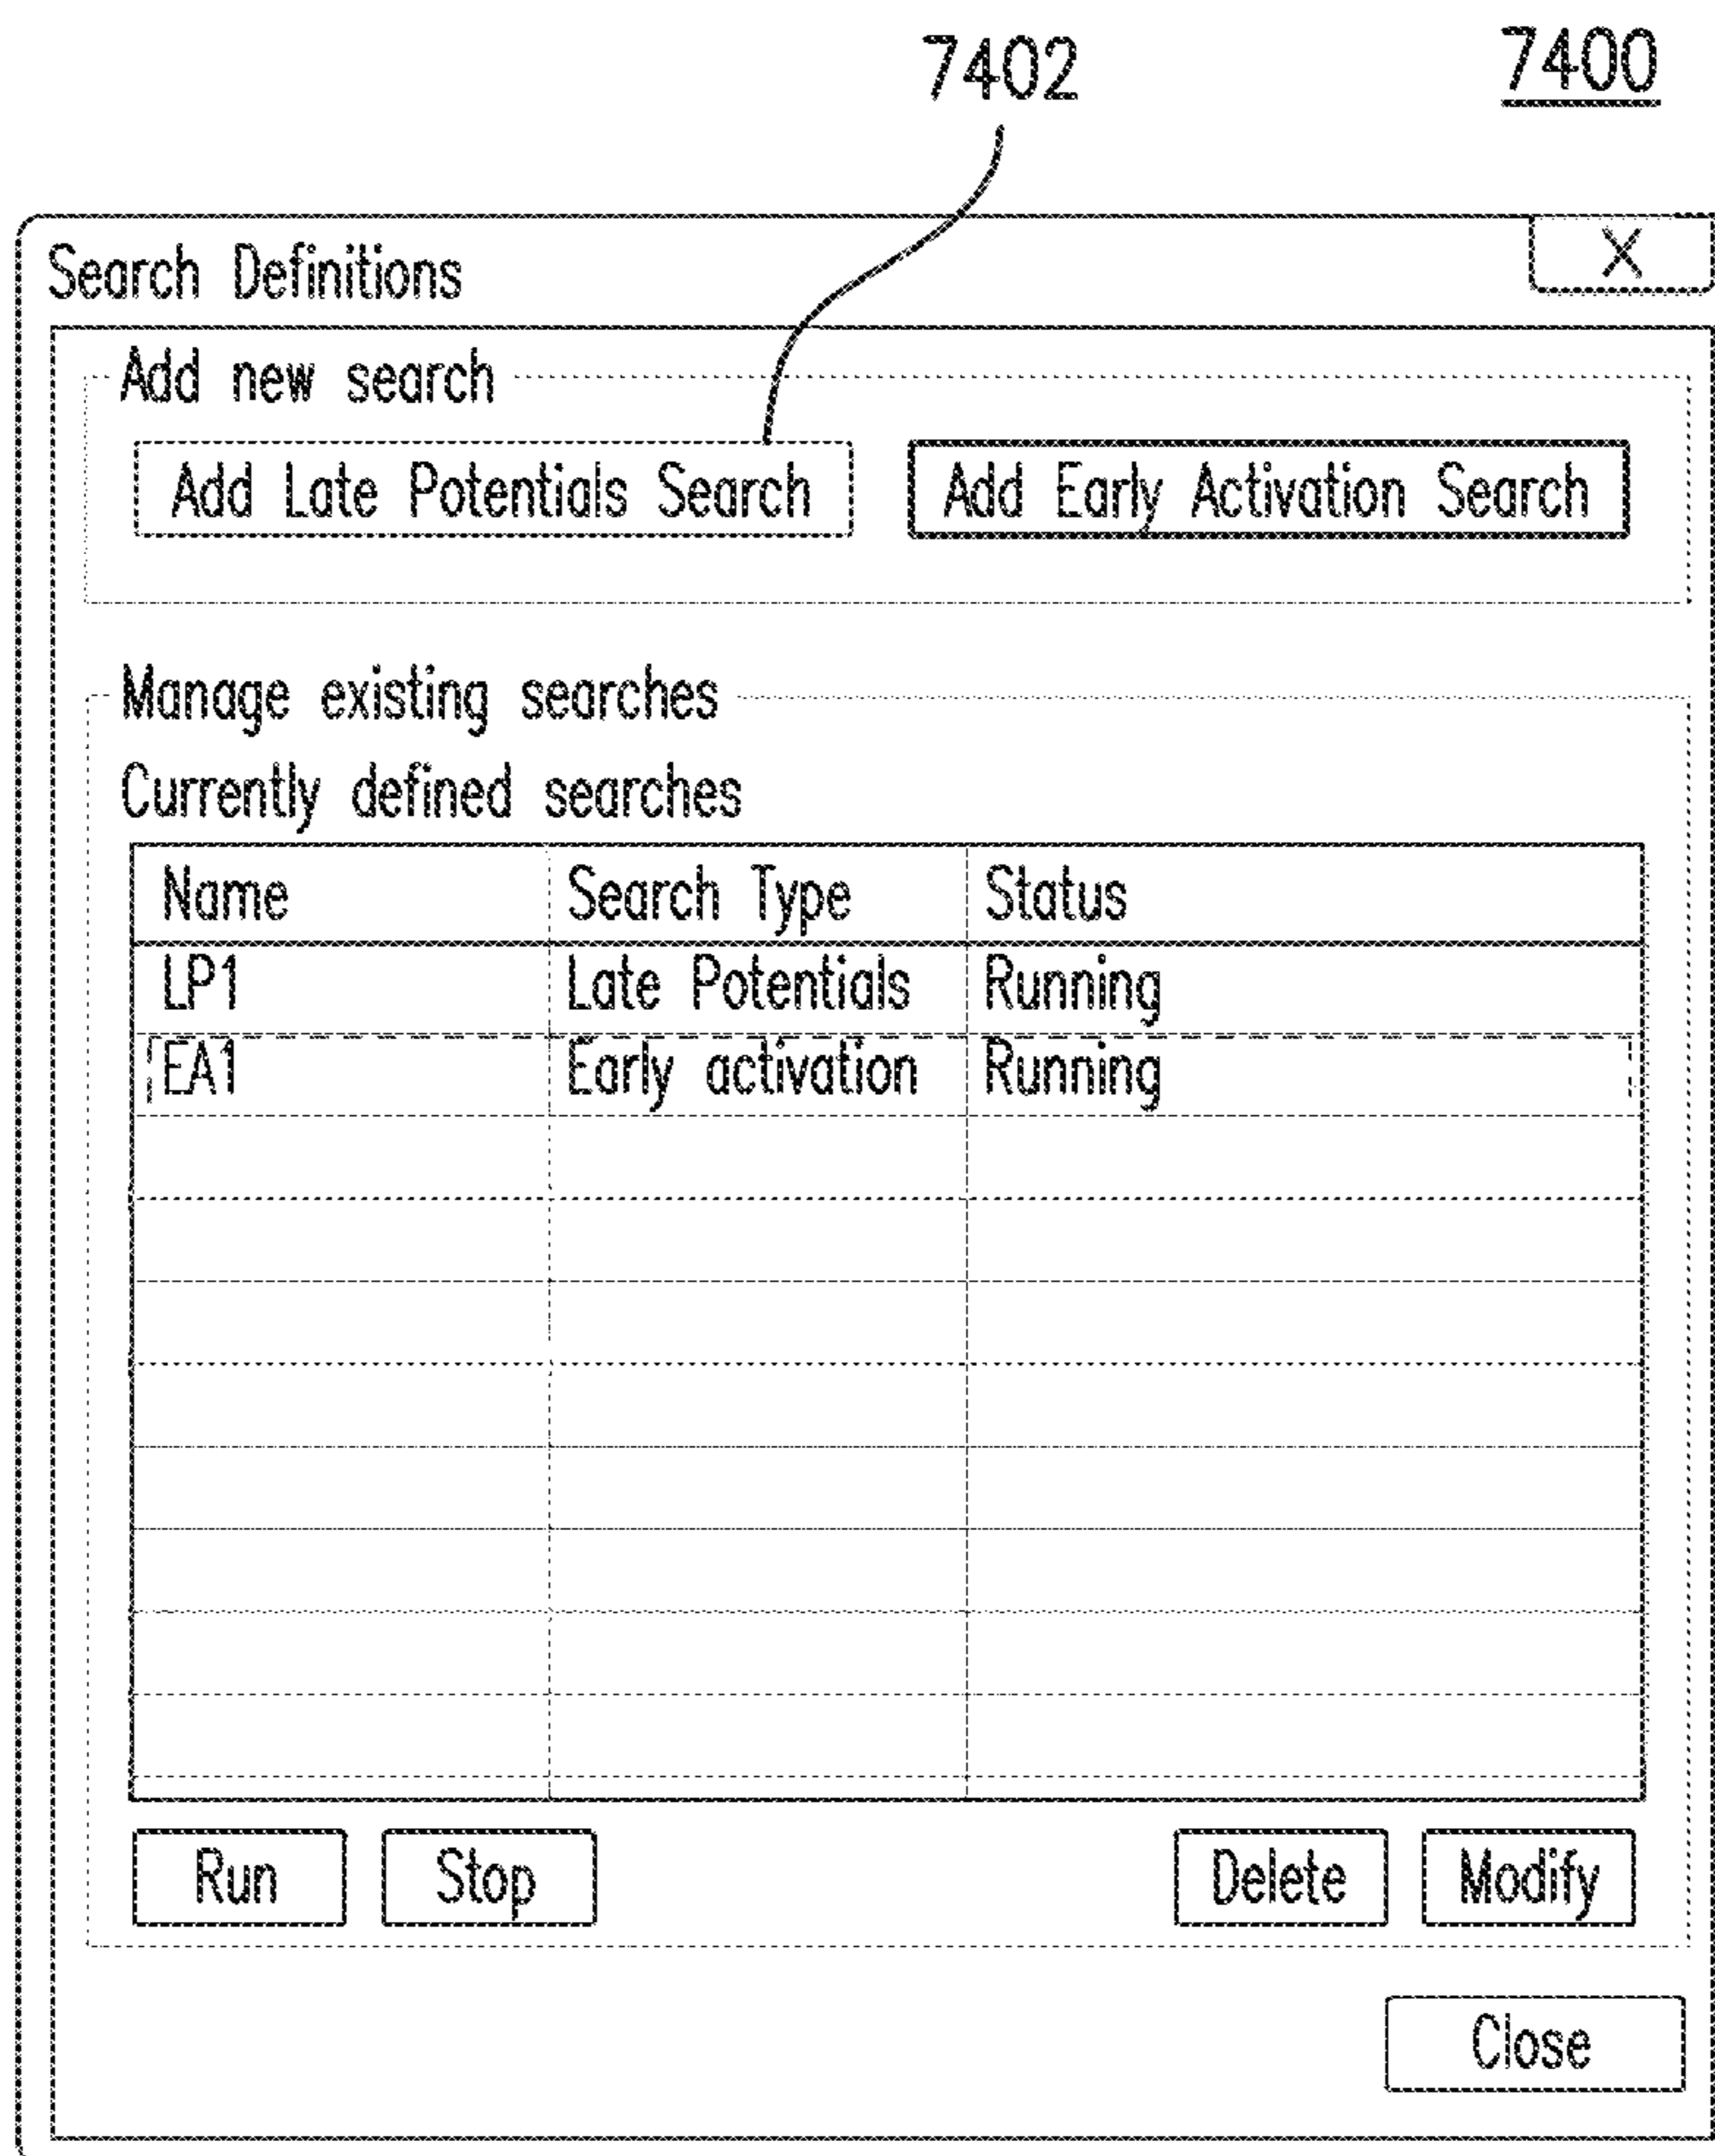 7402 7400
Search Definitions X
Add new search
Add Late Potentials Search Add Early Activation Search
Manage existing searches
Currently defined searches
Name Search Type Status
LP1 Late Potentials Running
EA1 Early activation Running
Run Stop Delete Modify
Close